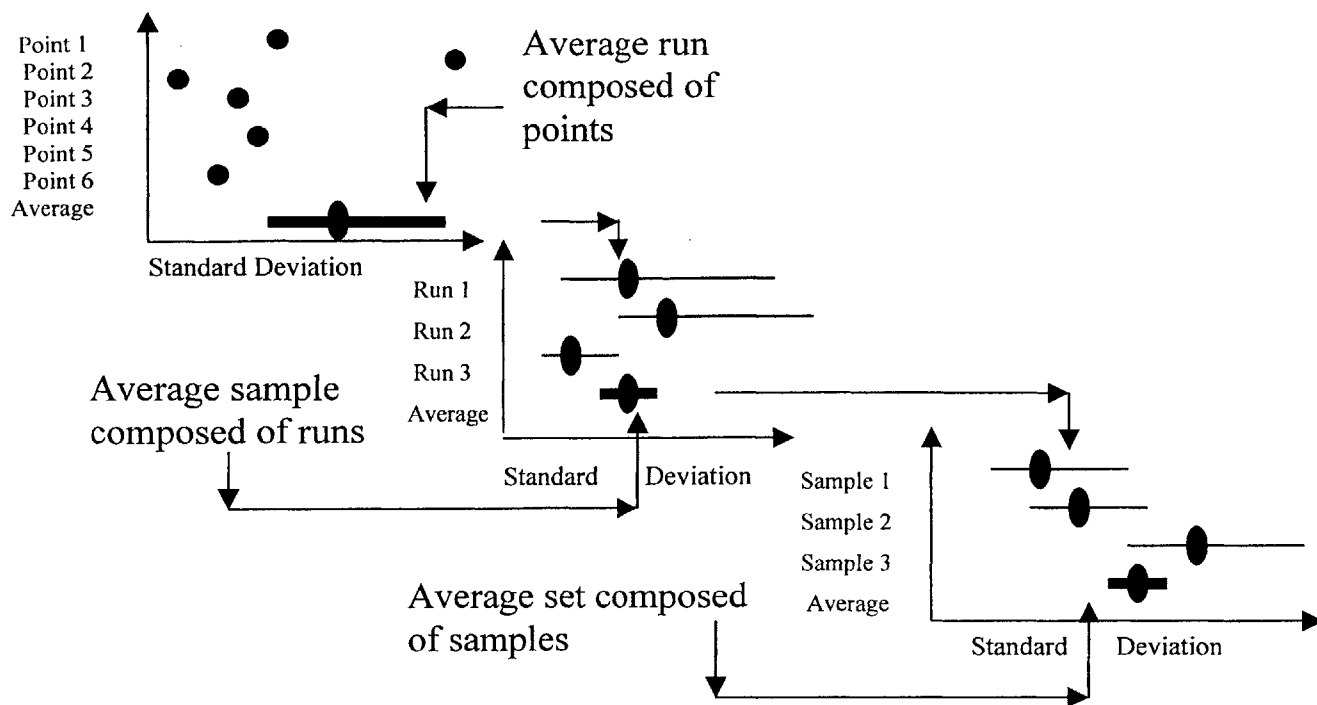 Point 1
Point 2
Point 3
Point 4
Point 5
Point 6
Average
Standard Deviation
Average run
composed of
points
Run 1
Run 2
Run 3
Average
Standard Deviation
Average sample
composed of runs
Sample 1
Sample 2
Sample 3
Average
Standard Deviation
Average set composed
of samples